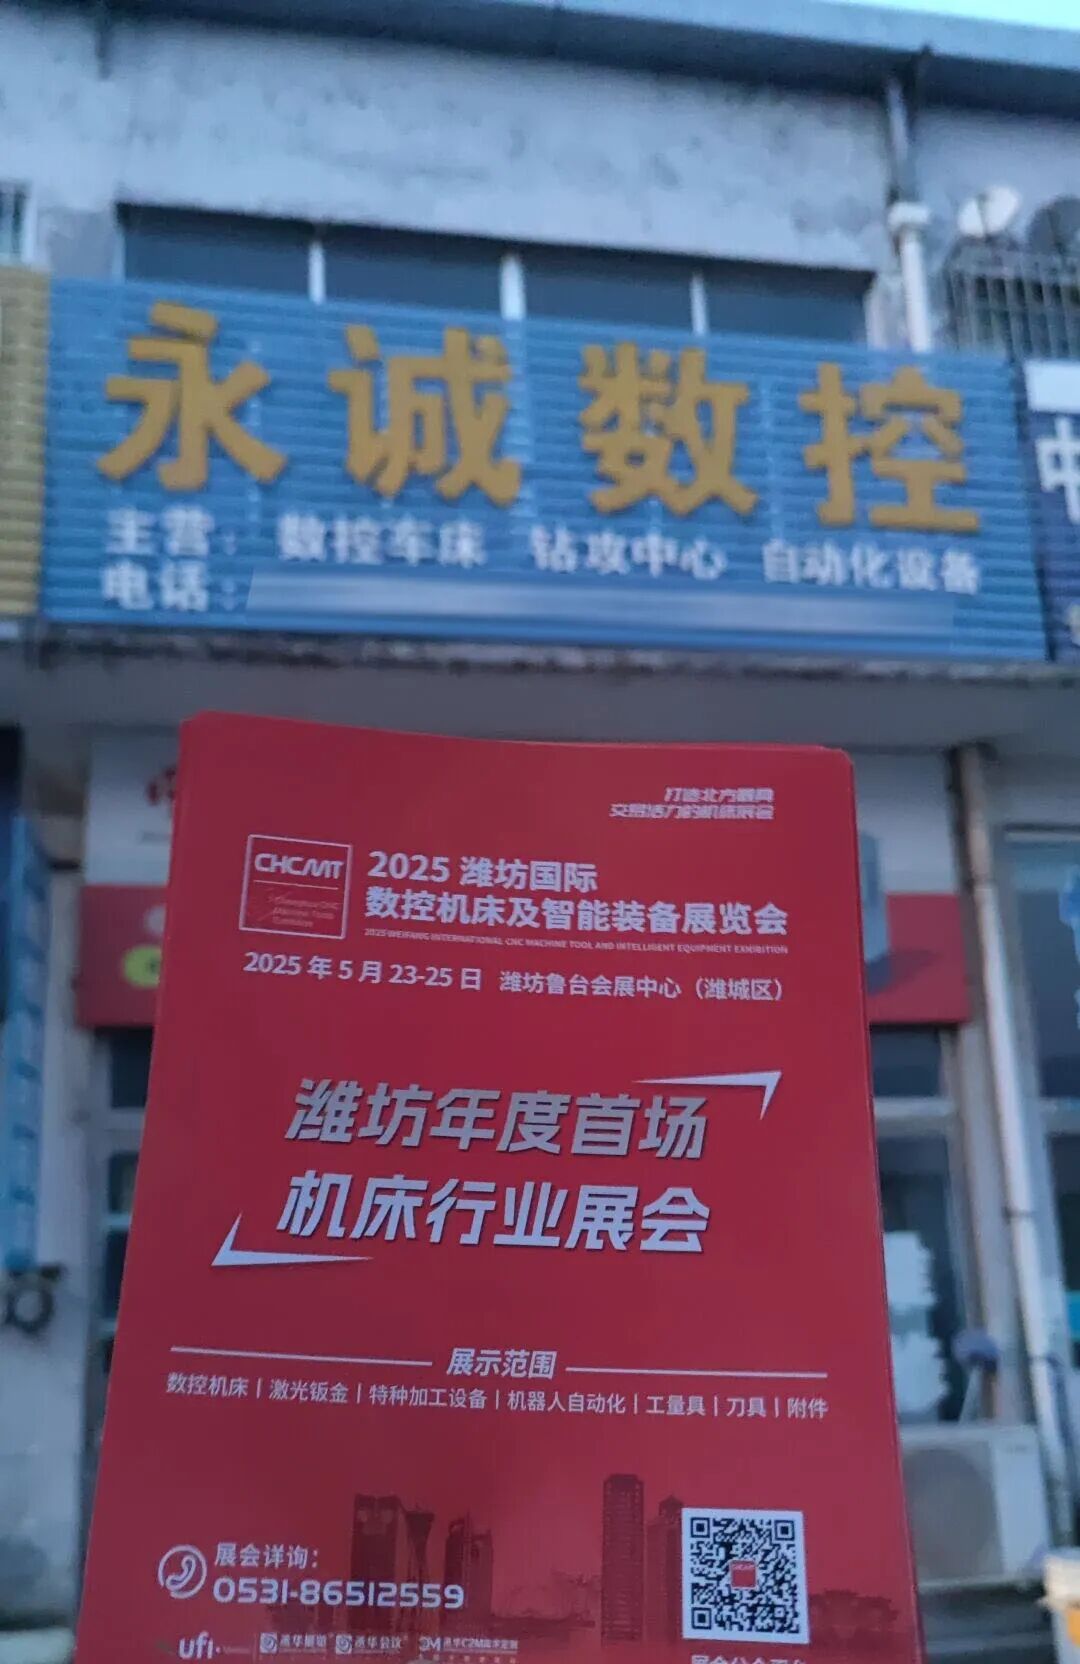 永诚数控
主营：数控车床 钻攻中心 自动化设备
电话：
打造北方最具
交易活力的机床展会
CHCMT
2025 潍坊国际
数控机床及智能装备展览会
2025 WEIFANG INTERNATIONAL CNC MACHINE TOOL AND INTELLIGENT EQUIPMENT EXHIBITION
2025 年 5 月 23-25 日 潍坊鲁台会展中心（潍城区）
潍坊年度首场
机床行业展会
展示范围
数控机床|激光钣金|特种加工设备|机器人自动化|工量具|刀具|附件
展会详询：
0531-86512559
CHCMT
ufi